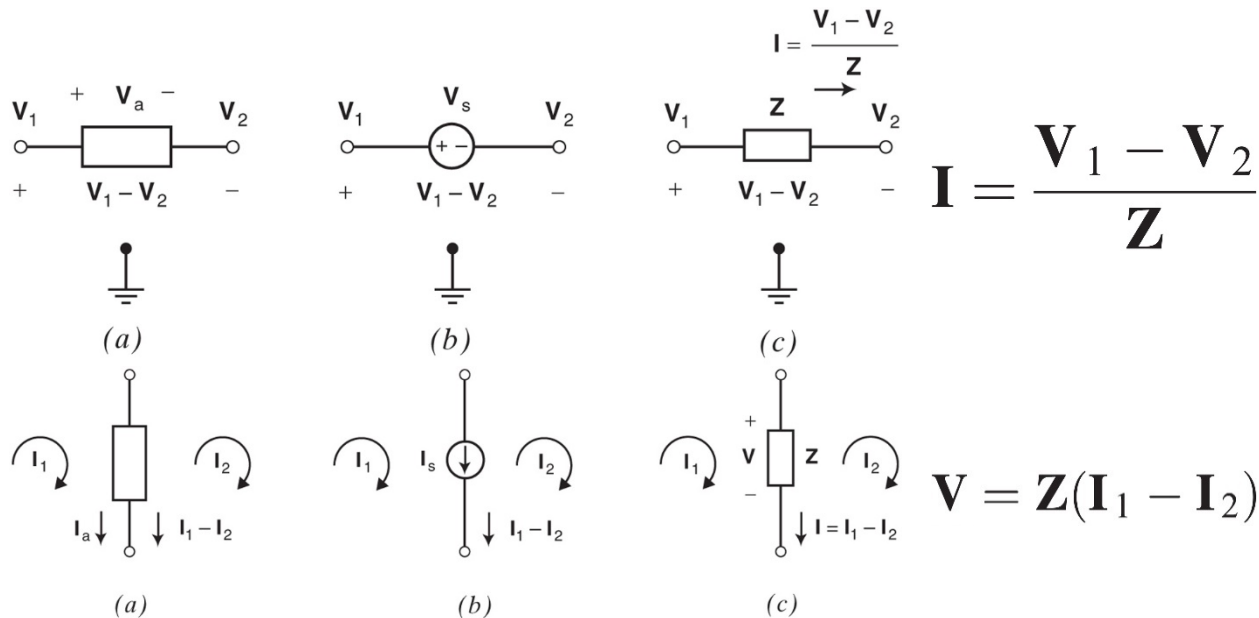 I = V₁ – V₂
Z
+ Vₐ –
V₁ V₂
+ V₁ – V₂ –
(a)
Vₛ
V₁ V₂
+ –
+ V₁ – V₂ –
(b)
Z
V₁ V₂
+ V₁ – V₂ –
(c)
I = V₁ – V₂
Z
I₁ I₂
Iₐ I₁ – I₂
(a)
I₁ Iₛ I₂
I₁ – I₂
(b)
+
I₁ V Z I₂
–
I = I₁ – I₂
(c)
V = Z(I₁ – I₂)